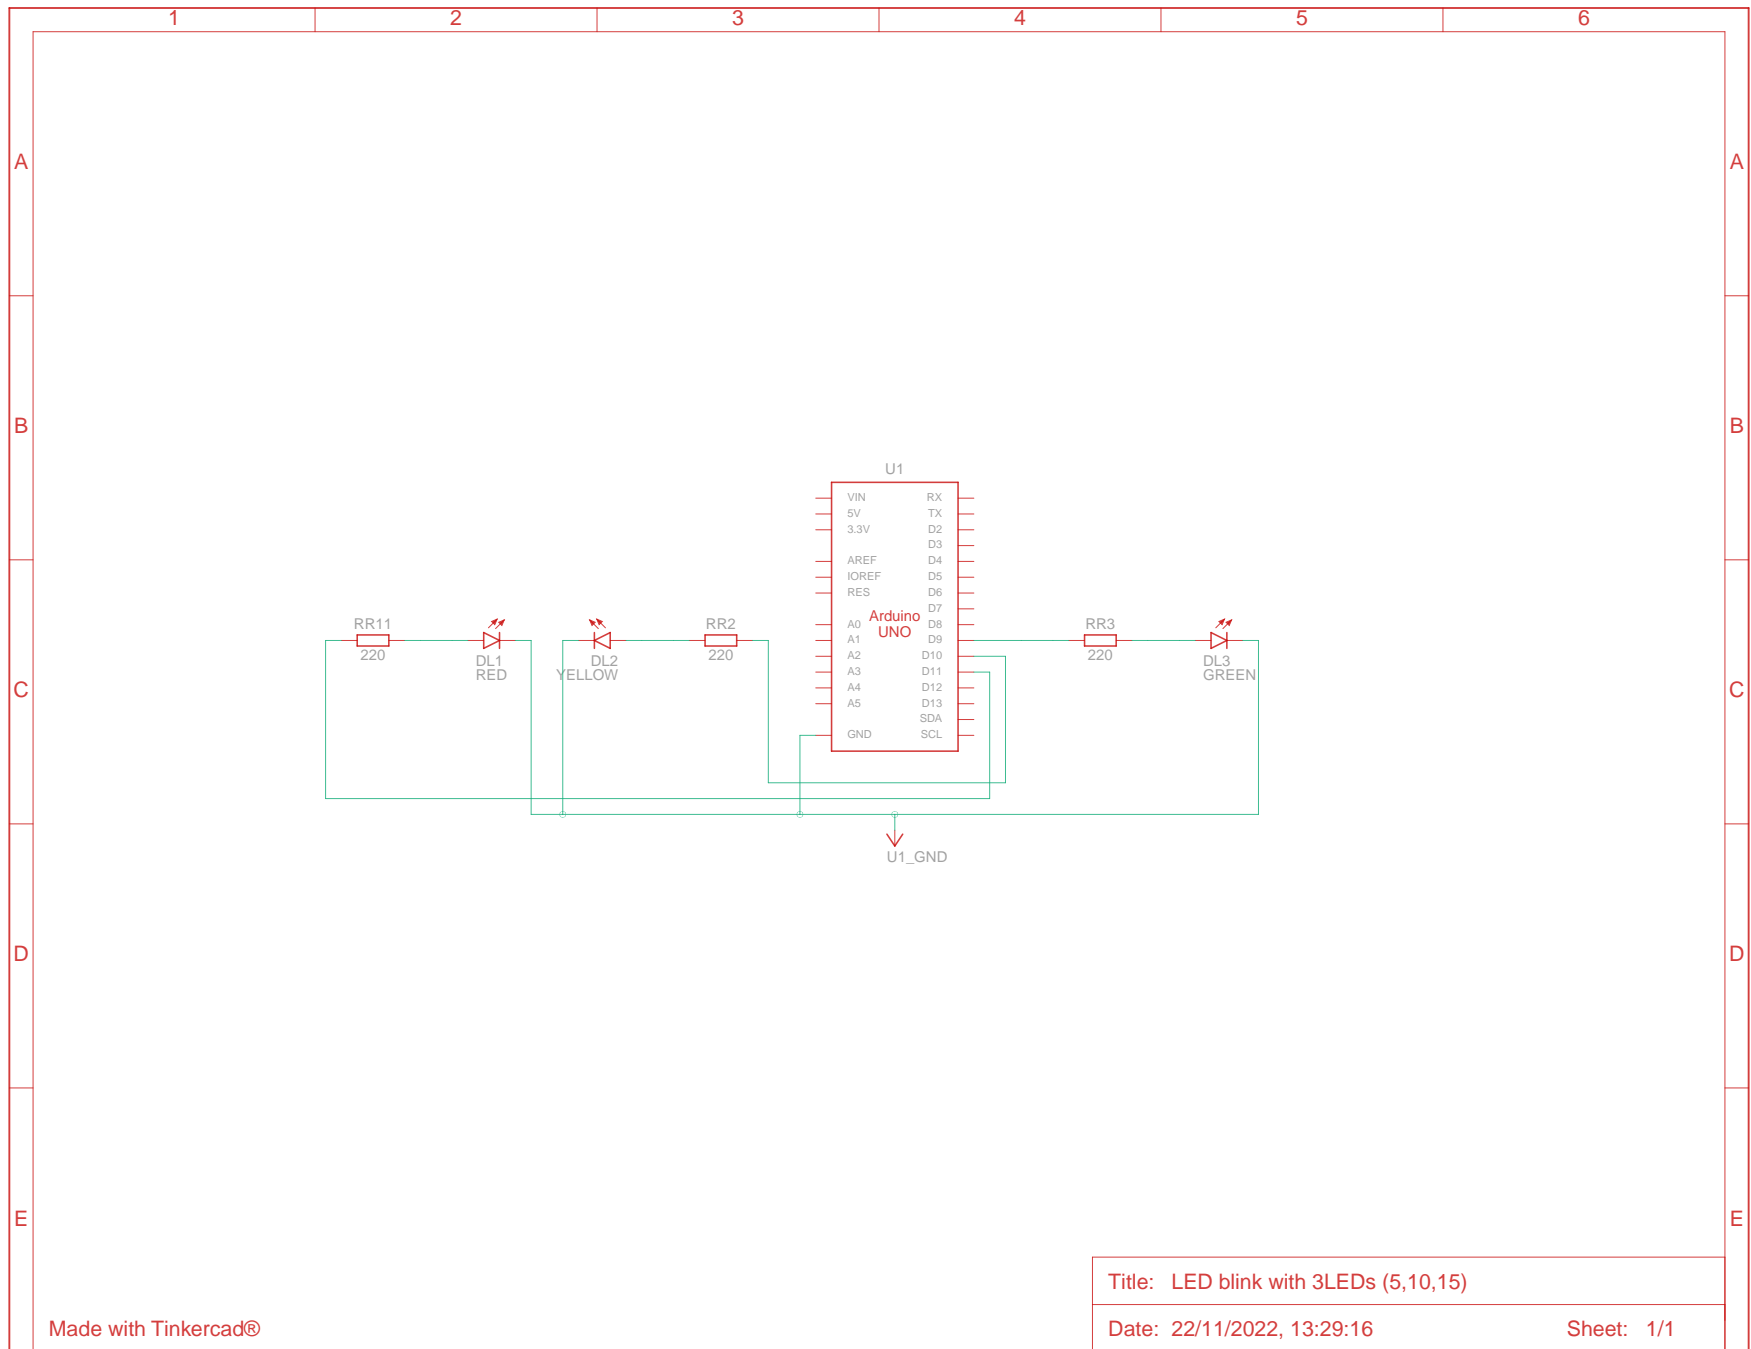 1 2 3 4 5 6
A A
B B
U1
VIN RX
5V TX
3.3V D2
D3
AREF D4
IOREF D5
RES D6
D7
Arduino
UNO
A0 D8
A1 D9
A2 D10
A3 D11
A4 D12
A5 D13
SDA
GND SCL
RR11
220
DL1
RED
DL2
YELLOW
RR2
220
RR3
220
DL3
GREEN
C C
U1_GND
D D
E E
Title: LED blink with 3LEDs (5,10,15)
Made with Tinkercad®
Date: 22/11/2022, 13:29:16 Sheet: 1/1